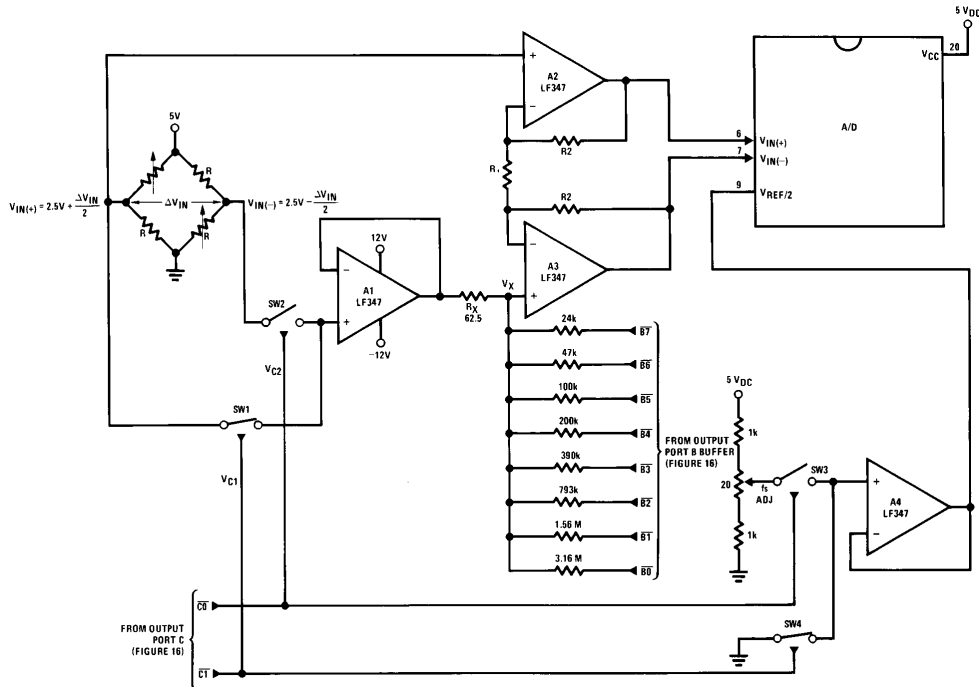 5 VDC
20
VCC
A/D
6
VIN(+)
7
VIN(−)
9
VREF/2
+
A2
LF347
−
R2
R2
−
A3
LF347
+
5V
R
R
R
ΔVIN
VIN(+) = 2.5V + ΔVIN/2
VIN(−) = 2.5V − ΔVIN/2
12V
−
A1
LF347
+
−12V
SW2
VC2
SW1
VC1
RX
62.5
VX
24k
B7
47k
B6
100k
B5
200k
B4
390k
B3
793k
B2
1.56 M
B1
3.16 M
B0
FROM OUTPUT
PORT B BUFFER
(FIGURE 16)
5 VDC
1k
20
fs
ADJ
1k
SW3
+
A4
LF347
−
SW4
FROM OUTPUT
PORT C
(FIGURE 16)
C0
C1